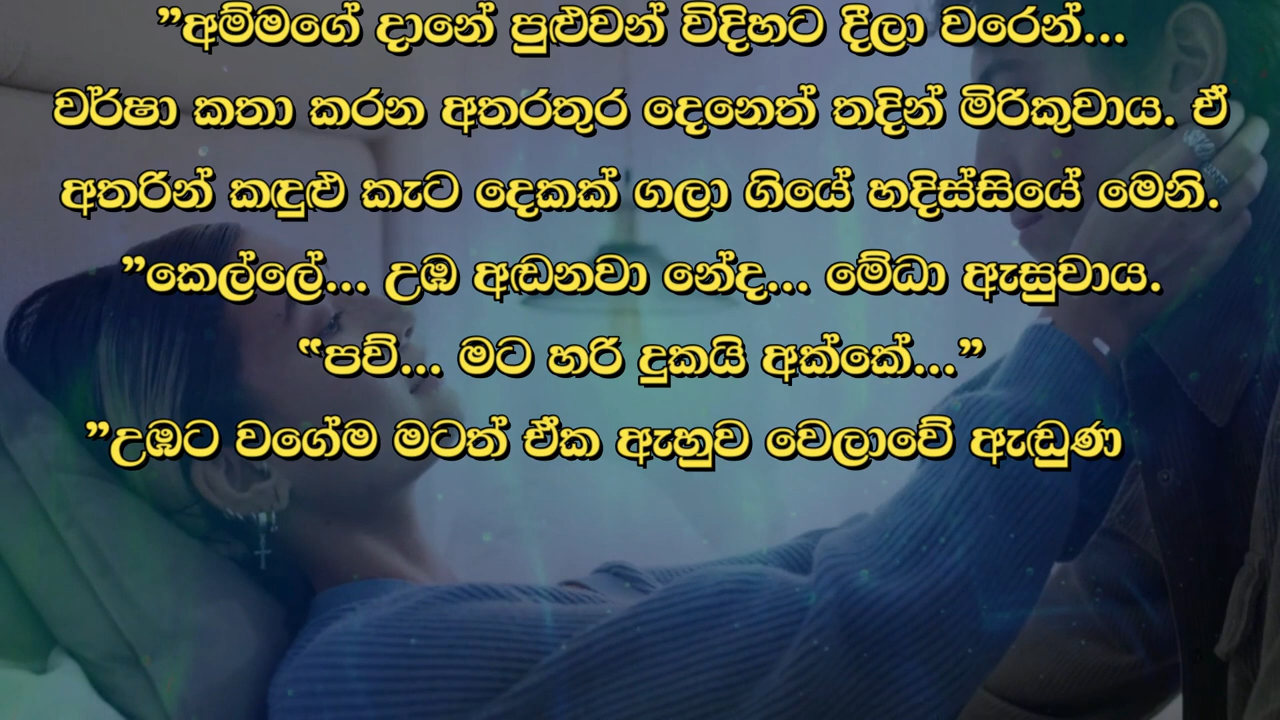 ”අම්මගේ දානේ පුළුවන් විදිහට දීලා වරෙන්...
වර්ෂා කතා කරන අතරතුර දෙනෙත් තදින් මිරිකුවාය. ඒ
අතරින් කඳුළු කැට දෙකක් ගලා ගියේ හදිස්සියේ මෙනි.
”කෙල්ලේ... උඹ අඬනවා නේද... මේධා ඇසුවාය.
“පව්... මට හරි දුකයි අක්කේ...”
”උඹට වගේම මටත් ඒක ඇහුව වෙලාවේ ඇඬුණ